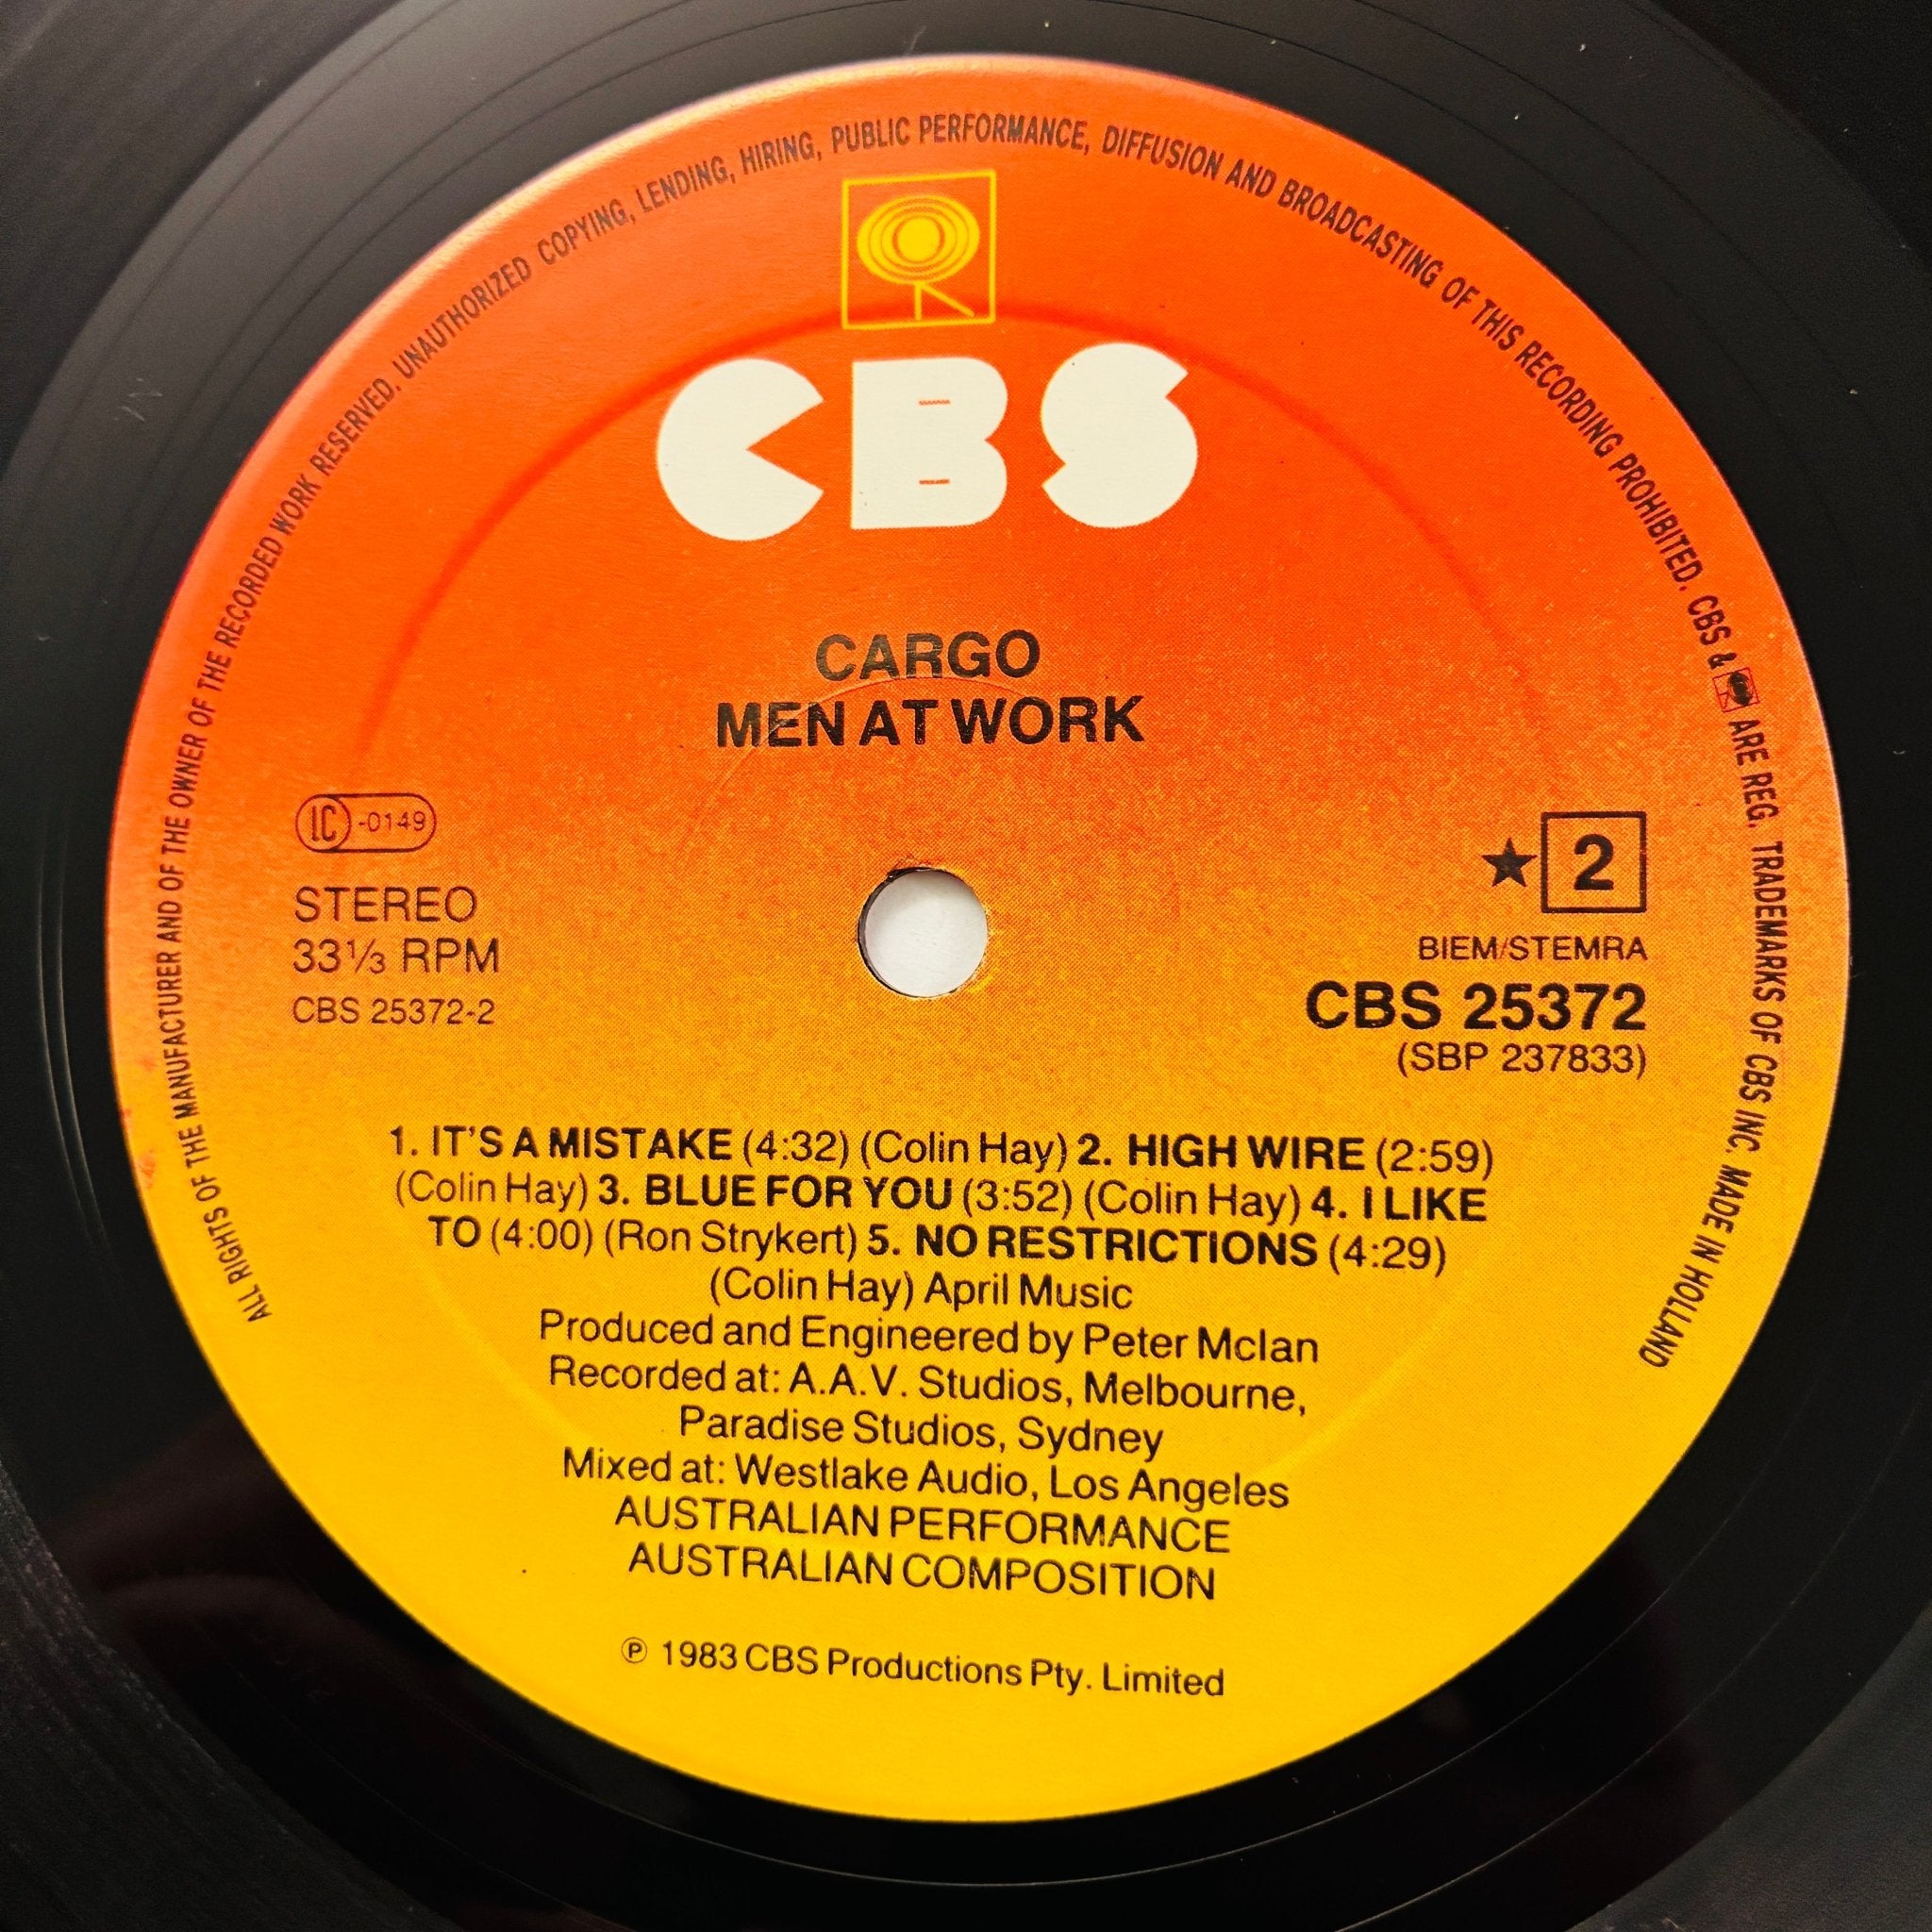 ALL RIGHTS OF THE MANUFACTURER AND OF THE OWNER OF THE RECORDED WORK RESERVED. UNAUTHORIZED COPYING, LENDING, HIRING, PUBLIC PERFORMANCE, DIFFUSION AND BROADCASTING OF THIS RECORDING PROHIBITED. CBS & ARE REG. TRADEMARKS OF CBS INC. MADE IN HOLLAND
CBS
CARGO
MEN AT WORK
LC -0149
STEREO
33⅓ RPM
CBS 25372-2
★ 2
BIEM/STEMRA
CBS 25372
(SBP 237833)
1. IT'S A MISTAKE (4:32) (Colin Hay) 2. HIGH WIRE (2:59)
(Colin Hay) 3. BLUE FOR YOU (3:52) (Colin Hay) 4. I LIKE
TO (4:00) (Ron Strykert) 5. NO RESTRICTIONS (4:29)
(Colin Hay) April Music
Produced and Engineered by Peter McIan
Recorded at: A.A.V. Studios, Melbourne,
Paradise Studios, Sydney
Mixed at: Westlake Audio, Los Angeles
AUSTRALIAN PERFORMANCE
AUSTRALIAN COMPOSITION
℗ 1983 CBS Productions Pty. Limited